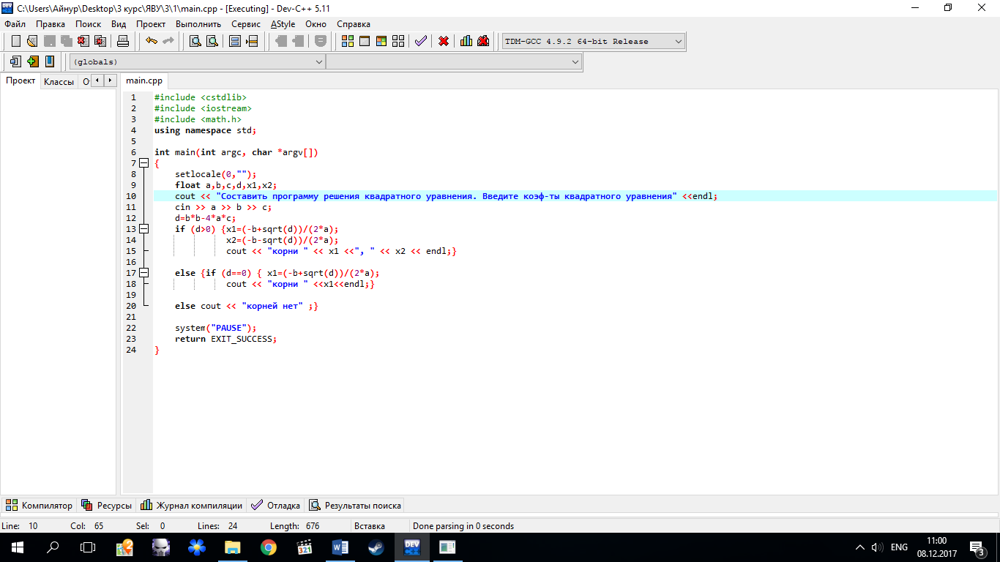 C:\Users\Айнур\Desktop\3 курс\ЯВУ\3\1\main.cpp - [Executing] - Dev-C++ 5.11
Файл Правка Поиск Вид Проект Выполнить Сервис AStyle Окно Справка
TDM-GCC 4.9.2 64-bit Release
(globals)
Проект Классы О main.cpp
1 #include <cstdlib>
2 #include <iostream>
3 #include <math.h>
4 using namespace std;
5
6 int main(int argc, char *argv[])
7 {
8 setlocale(0,"");
9 float a,b,c,d,x1,x2;
10 cout << "Составить программу решения квадратного уравнения. Введите коэф-ты квадратного уравнения" <<endl;
11 cin >> a >> b >> c;
12 d=b*b-4*a*c;
13 if (d>0) {x1=(-b+sqrt(d))/(2*a);
14 x2=(-b-sqrt(d))/(2*a);
15 cout << "корни " << x1 <<", " << x2 << endl;}
16
17 else {if (d==0) { x1=(-b+sqrt(d))/(2*a);
18 cout << "корни " <<x1<<endl;}
19
20 else cout << "корней нет" ;}
21
22 system("PAUSE");
23 return EXIT_SUCCESS;
24 }
Компилятор Ресурсы Журнал компиляции Отладка Результаты поиска
Line: 10 Col: 65 Sel: 0 Lines: 24 Length: 676 Вставка Done parsing in 0 seconds
2 321 W DEV C++ ENG 11:00
08.12.2017 3